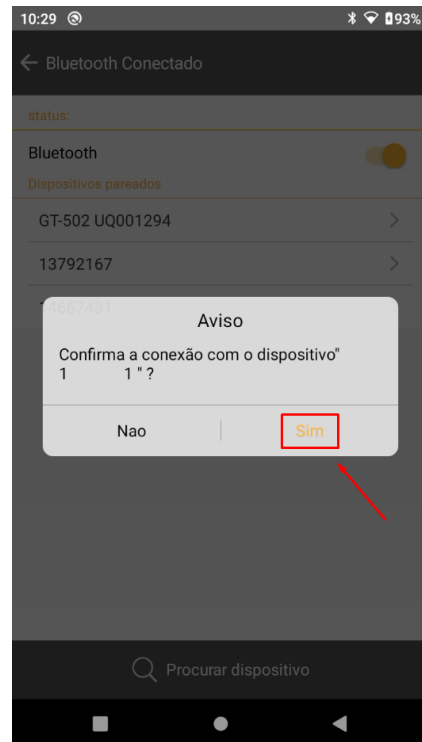 10:29 93%
Bluetooth Conectado
status:
Bluetooth
Dispositivos pareados
GT-502 UQ001294
13792167
14667431
Aviso
Confirma a conexão com o dispositivo"
1 1 " ?
Nao Sim
Procurar dispositivo